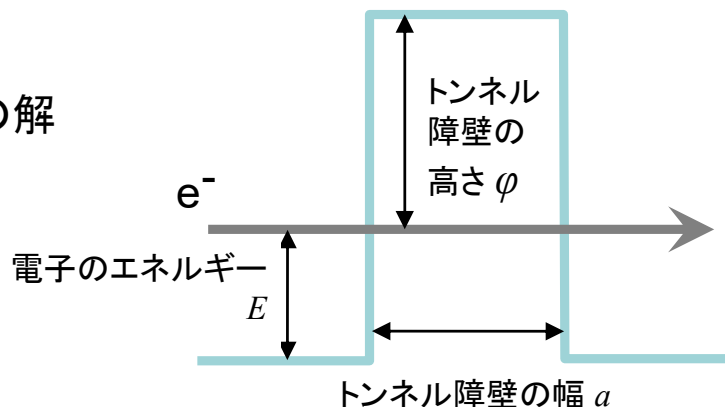 の解
トンネル
障壁の
高さ φ
e⁻
電子のエネルギー
E
トンネル障壁の幅 a